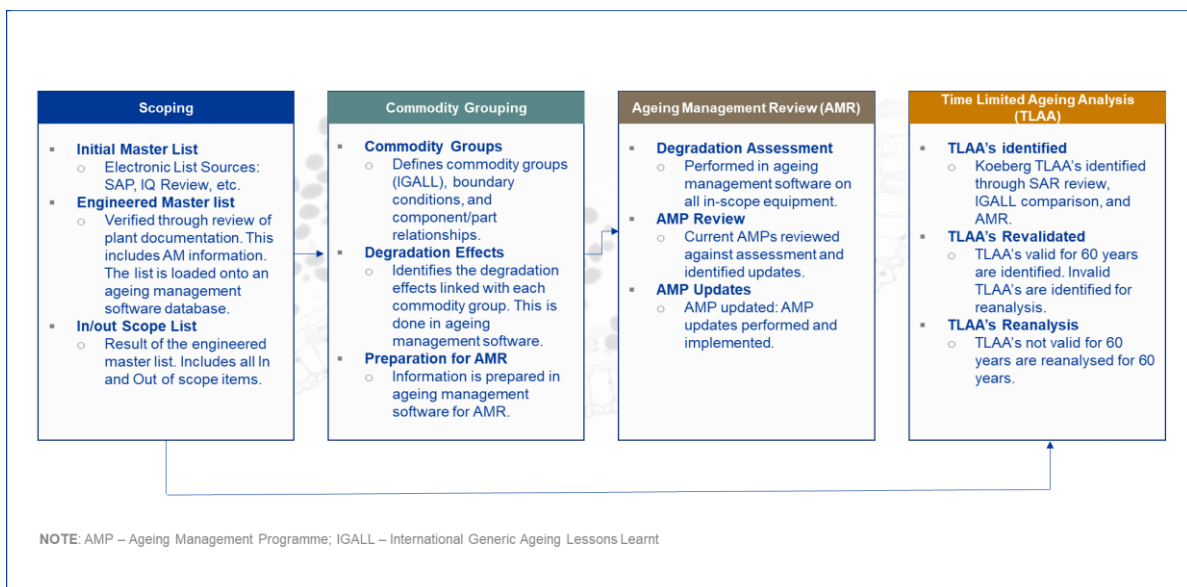 Scoping
▪ Initial Master List
o Electronic List Sources:
SAP, IQ Review, etc.
▪ Engineered Master list
o Verified through review of
plant documentation. This
includes AM information.
The list is loaded onto an
ageing management
software database.
▪ In/out Scope List
o Result of the engineered
master list. Includes all In
and Out of scope items.
Commodity Grouping
▪ Commodity Groups
o Defines commodity groups
(IGALL), boundary
conditions, and
component/part
relationships.
▪ Degradation Effects
o Identifies the degradation
effects linked with each
commodity group. This is
done in ageing
management software.
▪ Preparation for AMR
o Information is prepared in
ageing management
software for AMR.
Ageing Management Review (AMR)
▪ Degradation Assessment
o Performed in ageing
management software on
all in-scope equipment.
▪ AMP Review
o Current AMPs reviewed
against assessment and
identified updates.
▪ AMP Updates
o AMP updated: AMP
updates performed and
implemented.
Time Limited Ageing Analysis
(TLAA)
▪ TLAA's identified
o Koeberg TLAA's identified
through SAR review,
IGALL comparison, and
AMR.
▪ TLAA's Revalidated
o TLAA's valid for 60 years
are identified. Invalid
TLAA's are identified for
reanalysis.
▪ TLAA's Reanalysis
o TLAA's not valid for 60
years are reanalysed for 60
years.
NOTE: AMP – Ageing Management Programme; IGALL – International Generic Ageing Lessons Learnt